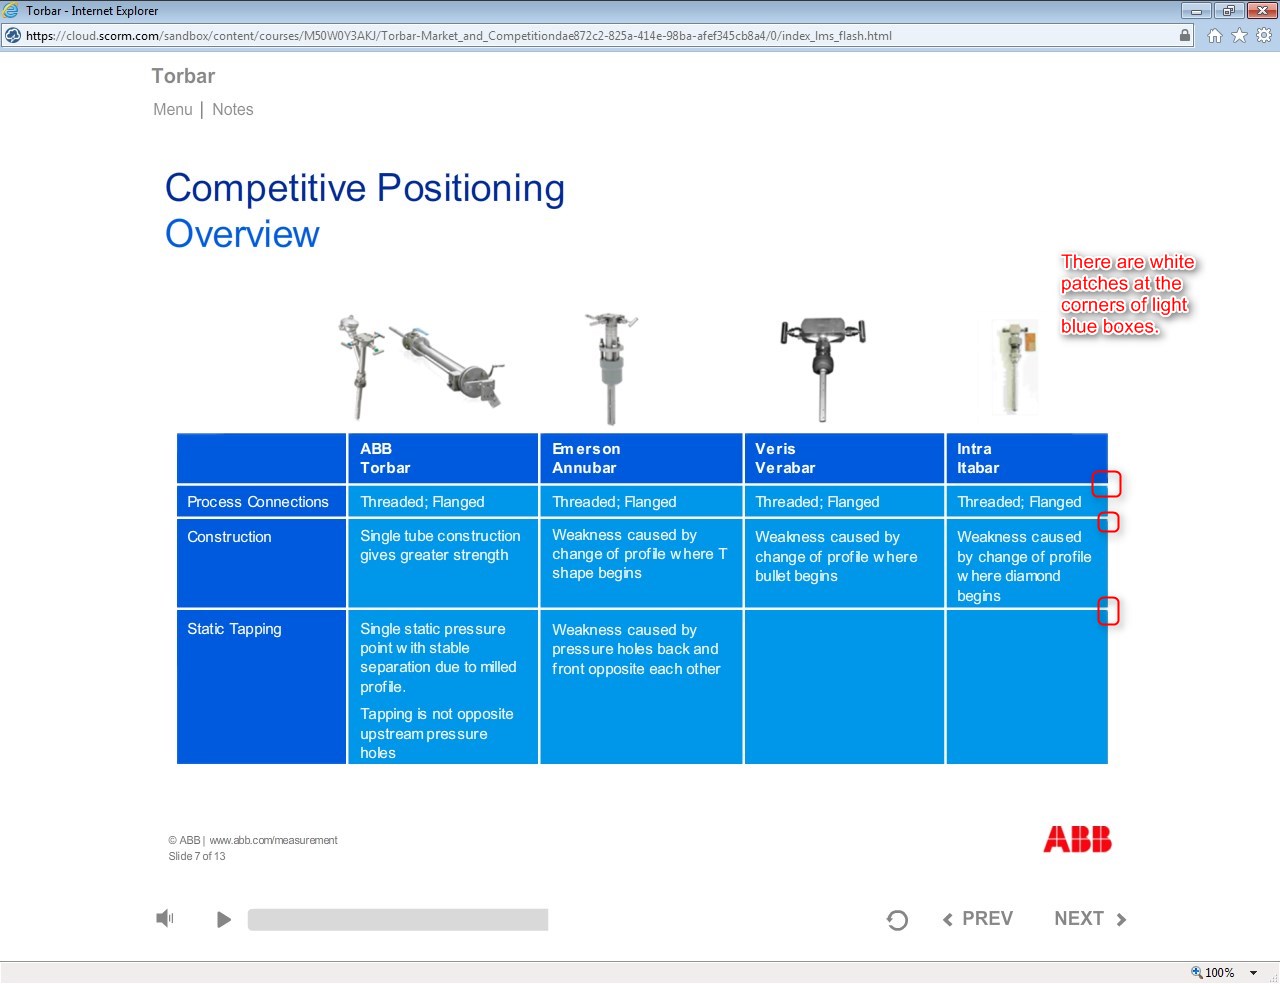 Torbar - Internet Explorer
https://cloud.scorm.com/sandbox/content/courses/M50W0Y3AKJ/Torbar-Market_and_Competitiondae872c2-825a-414e-98ba-afef345cb8a4/0/index_lms_flash.html
Torbar
Menu | Notes
Competitive Positioning
Overview
There are white
patches at the
corners of light
blue boxes.
ABB
Torbar
Emerson
Annubar
Veris
Verabar
Intra
Itabar
Process Connections
Threaded; Flanged
Threaded; Flanged
Threaded; Flanged
Threaded; Flanged
Construction
Single tube construction
gives greater strength
Weakness caused by
change of profile where T
shape begins
Weakness caused by
change of profile where
bullet begins
Weakness caused
by change of profile
where diamond
begins
Static Tapping
Single static pressure
point with stable
separation due to milled
profile.
Tapping is not opposite
upstream pressure
holes
Weakness caused by
pressure holes back and
front opposite each other
© ABB | www.abb.com/measurement
Slide 7 of 13
ABB
PREV
NEXT
100%